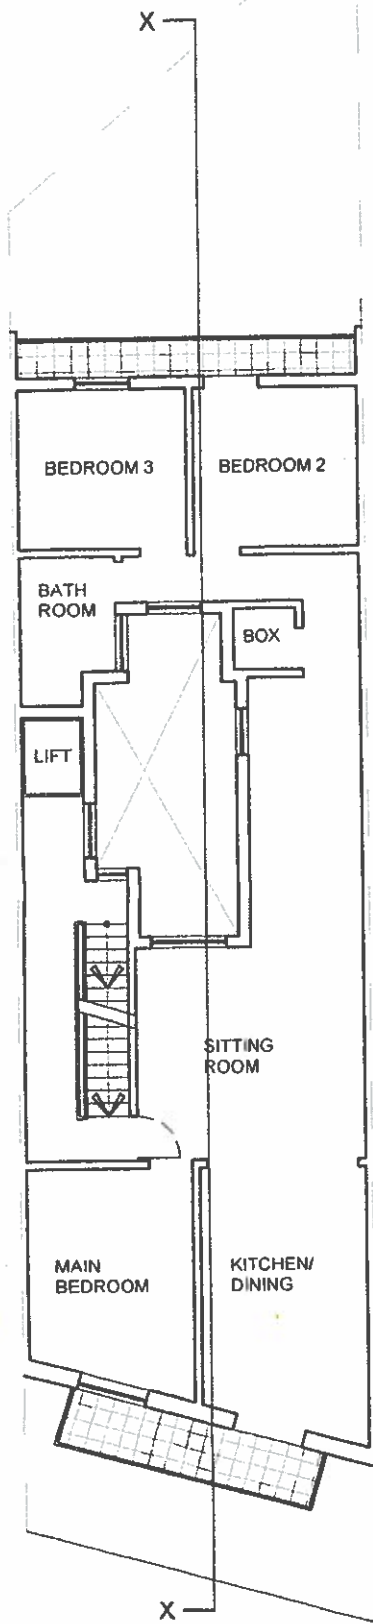 X
BEDROOM 3
BEDROOM 2
BATH
ROOM
BOX
LIFT
SITTING
ROOM
MAIN
BEDROOM
KITCHEN/
DINING
X